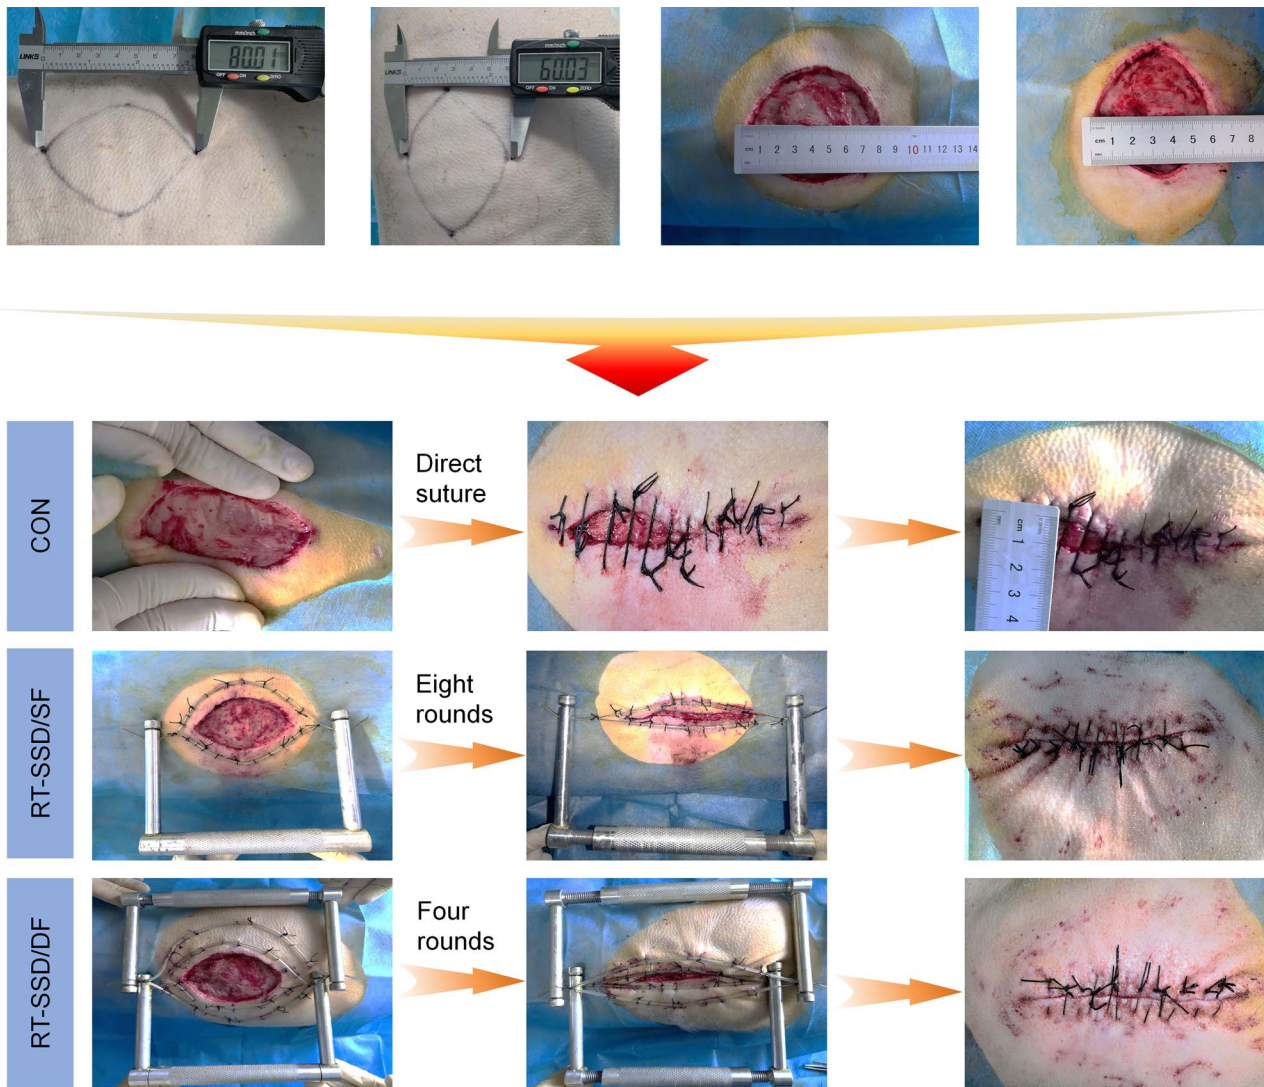 mm/inch
80.01
LINKS
OFF ON ZERO
mm/inch
60.03
LINKS
OFF ON ZERO
cm 1 2 3 4 5 6 7 8 9 10 11 12 13 14
cm 1 2 3 4 5 6 7 8
CON
Direct
suture
cm 1 2 3 4
RT-SSD/SF
Eight
rounds
RT-SSD/DF
Four
rounds